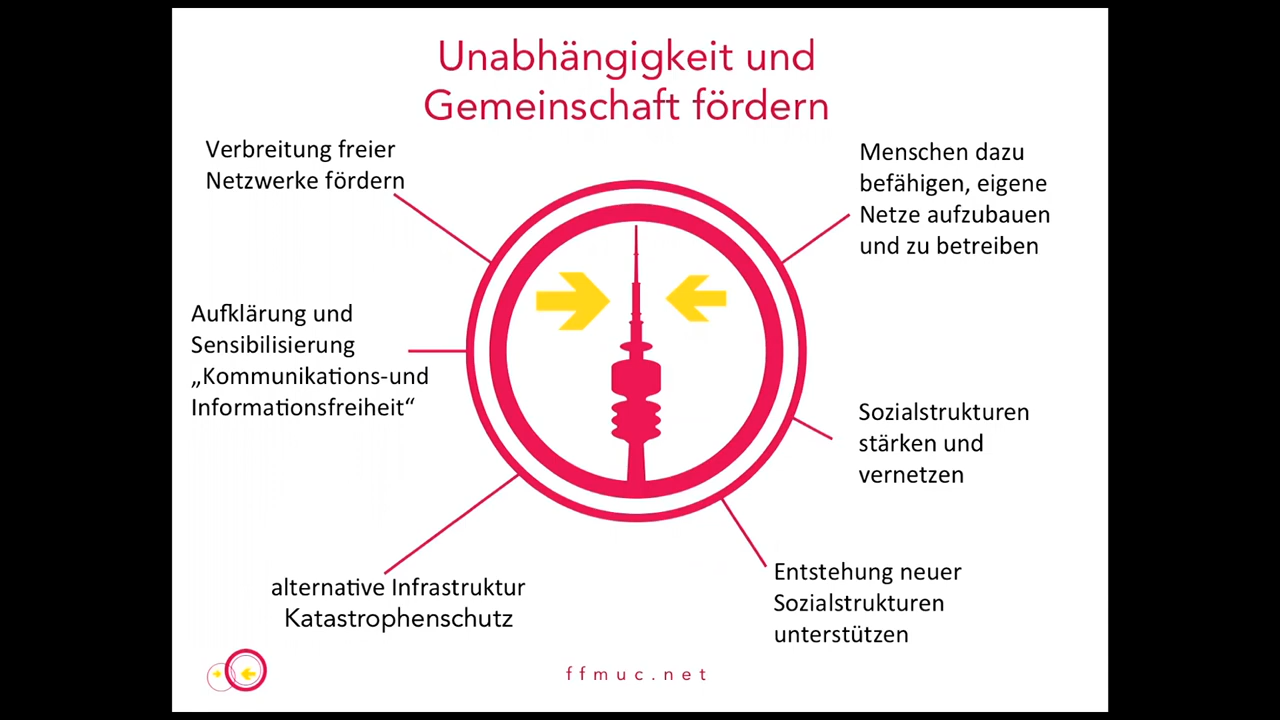 Unabhängigkeit und
Gemeinschaft fördern
Verbreitung freier
Netzwerke fördern
Menschen dazu
befähigen, eigene
Netze aufzubauen
und zu betreiben
Aufklärung und
Sensibilisierung
„Kommunikations-und
Informationsfreiheit“
Sozialstrukturen
stärken und
vernetzen
alternative Infrastruktur
Katastrophenschutz
Entstehung neuer
Sozialstrukturen
unterstützen
ffmuc.net